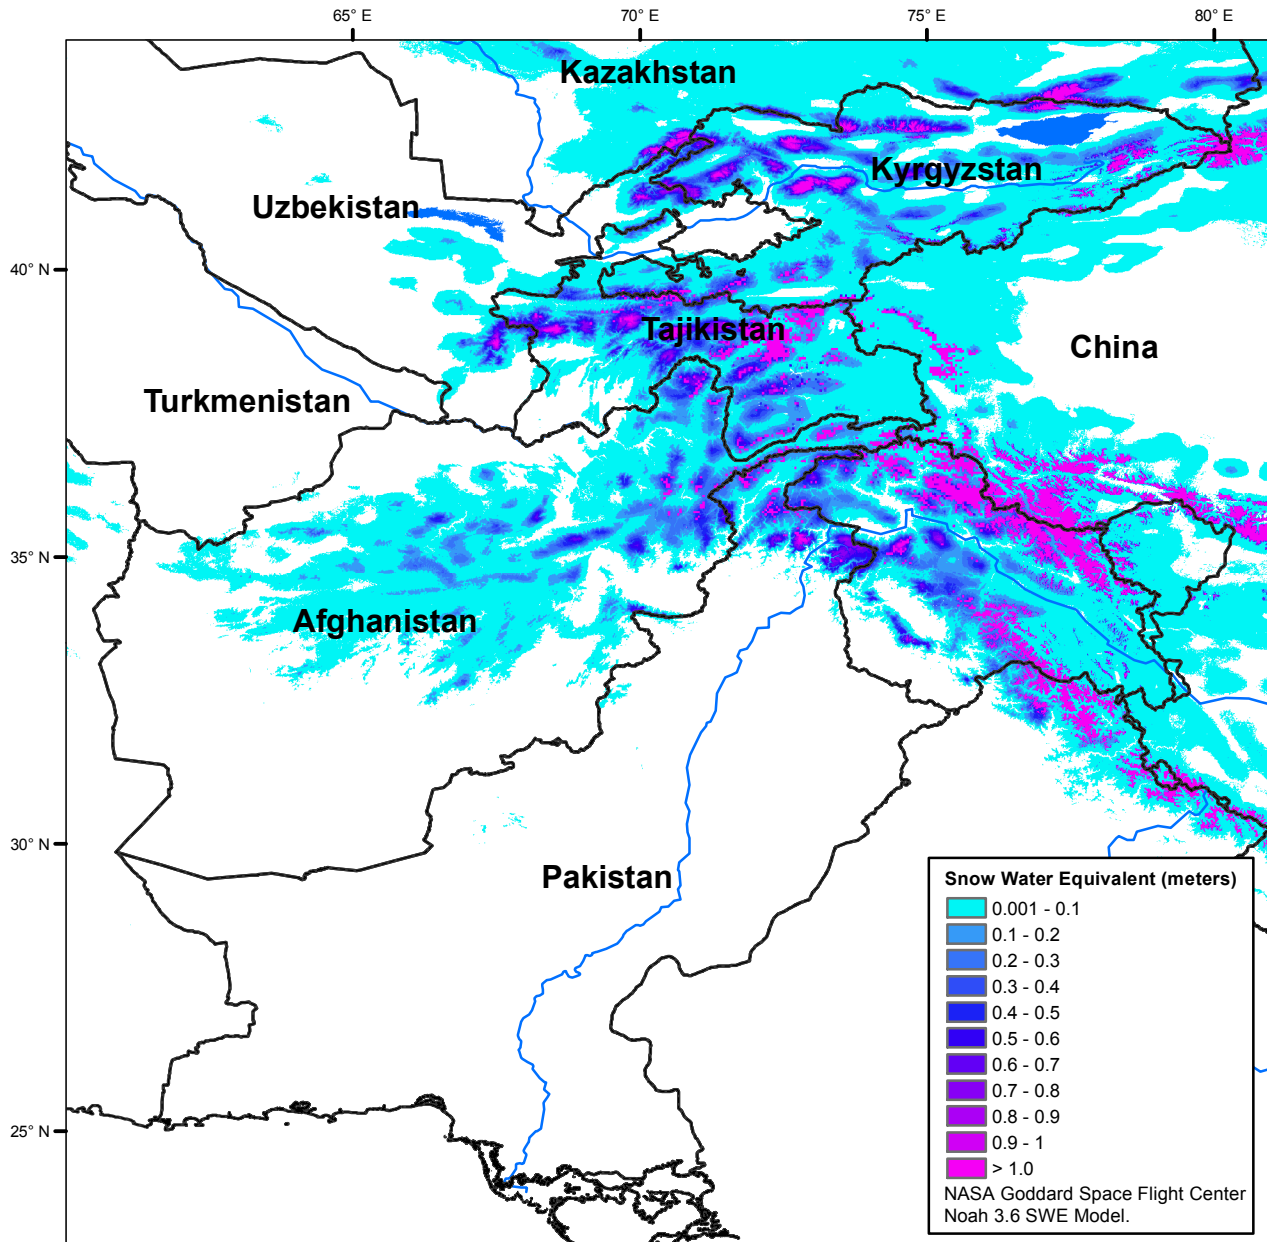 65° E
70° E
75° E
80° E
Kazakhstan
Kyrgyzstan
Uzbekistan
40° N
Tajikistan
China
Turkmenistan
35° N
Afghanistan
30° N
Pakistan
25° N
Snow Water Equivalent (meters)
0.001 - 0.1
0.1 - 0.2
0.2 - 0.3
0.3 - 0.4
0.4 - 0.5
0.5 - 0.6
0.6 - 0.7
0.7 - 0.8
0.8 - 0.9
0.9 - 1
> 1.0
NASA Goddard Space Flight Center
Noah 3.6 SWE Model.